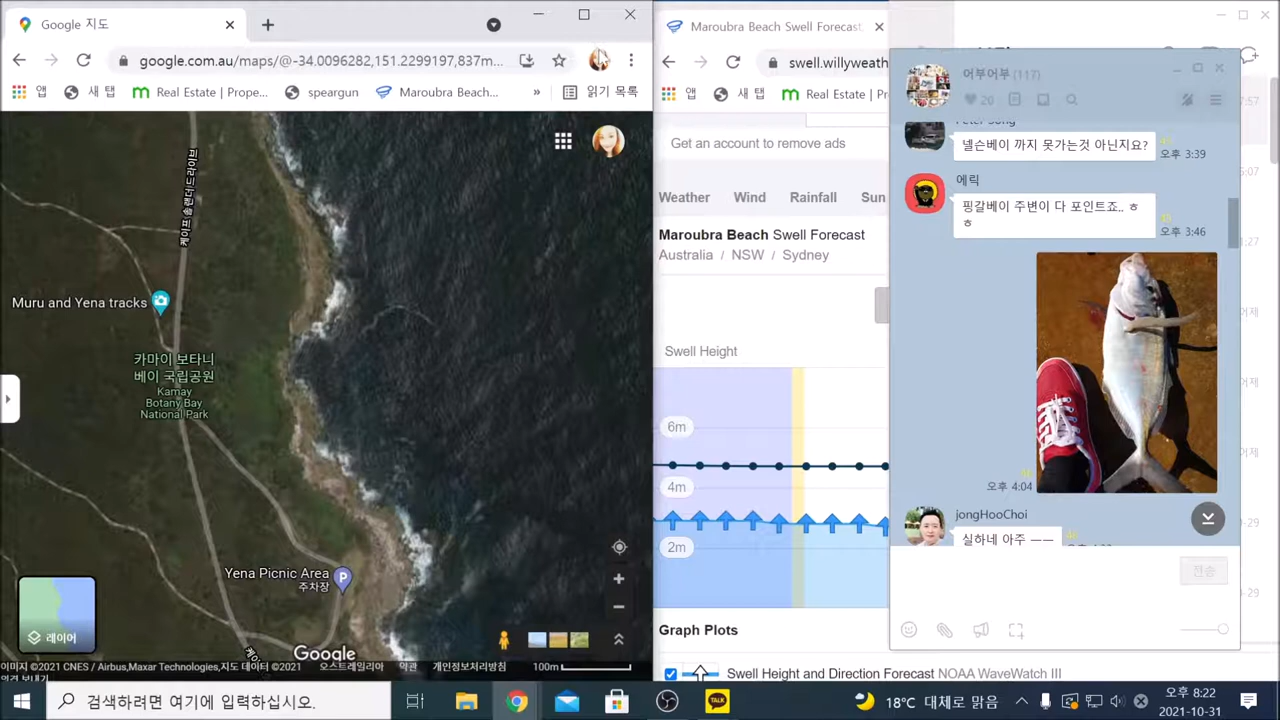 Google 지도
google.com.au/maps/@-34.0096282,151.2299197,837m...
앱 새 탭 Real Estate | Prope... speargun Maroubra Beach... » 읽기 목록
케이프 솔랜더 드라이브
Muru and Yena tracks
카마이 보타니
베이 국립공원
Kamay
Botany Bay
National Park
Yena Picnic Area
주차장
레이어
Google
이미지 ©2021 CNES / Airbus,Maxar Technologies,지도 데이터 ©2021 오스트레일리아 약관 개인정보처리방침 100m
Maroubra Beach Swell Forecast
swell.willyweath
앱 새 탭 Real Estate | Pr
Get an account to remove ads
Weather Wind Rainfall Sun
Maroubra Beach Swell Forecast
Australia / NSW / Sydney
Swell Height
6m
4m
2m
Graph Plots
Swell Height and Direction Forecast NOAA WaveWatch III
어부어부 (117)
20
Peter Song
넬슨베이 까지 못가는것 아닌지요?
오후 3:39
에릭
핑갈베이 주변이 다 포인트죠.. ㅎ
ㅎ
오후 3:46
오후 4:04
jongHooChoi
실하네 아주 ㅡㅡ
전송
검색하려면 여기에 입력하십시오.
TALK
18°C 대체로 맑음
오후 8:22
2021-10-31